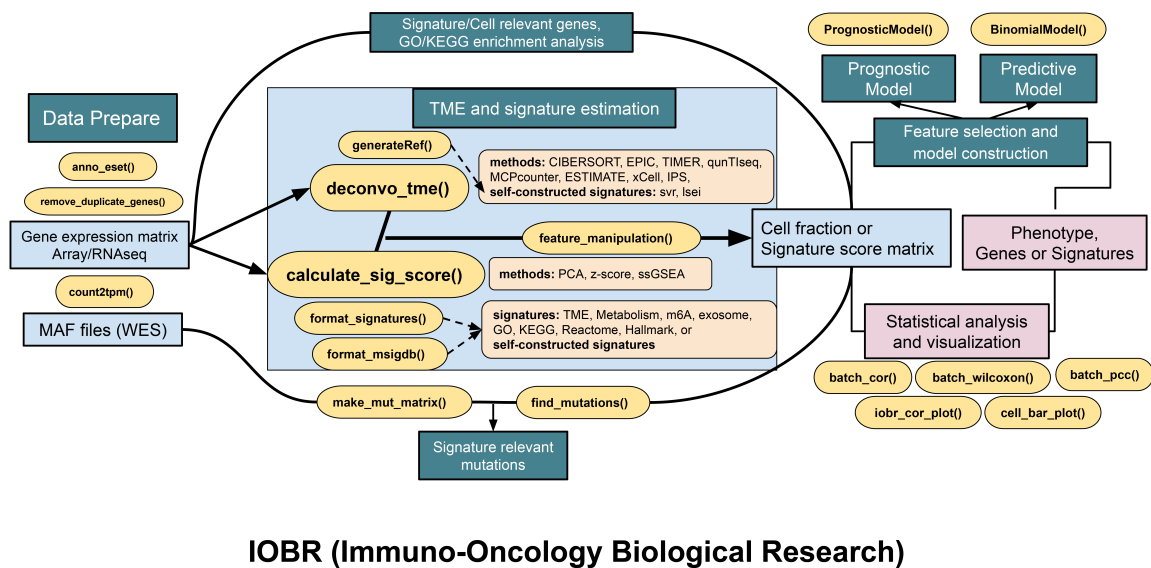 Signature/Cell relevant genes,
GO/KEGG enrichment analysis
PrognosticModel()
BinomialModel()
Prognostic
Model
Predictive
Model
Feature selection and
model construction
Data Prepare
anno_eset()
remove_duplicate_genes()
Gene expression matrix
Array/RNAseq
count2tpm()
MAF files (WES)
TME and signature estimation
generateRef()
methods: CIBERSORT, EPIC, TIMER, qunTIseq,
MCPcounter, ESTIMATE, xCell, IPS,
self-constructed signatures: svr, lsei
deconvo_tme()
feature_manipulation()
calculate_sig_score()
methods: PCA, z-score, ssGSEA
format_signatures()
format_msigdb()
signatures: TME, Metabolism, m6A, exosome,
GO, KEGG, Reactome, Hallmark, or
self-constructed signatures
Cell fraction or
Signature score matrix
Phenotype,
Genes or Signatures
Statistical analysis
and visualization
batch_cor()
batch_wilcoxon()
batch_pcc()
iobr_cor_plot()
cell_bar_plot()
make_mut_matrix()
find_mutations()
Signature relevant
mutations
IOBR (Immuno-Oncology Biological Research)